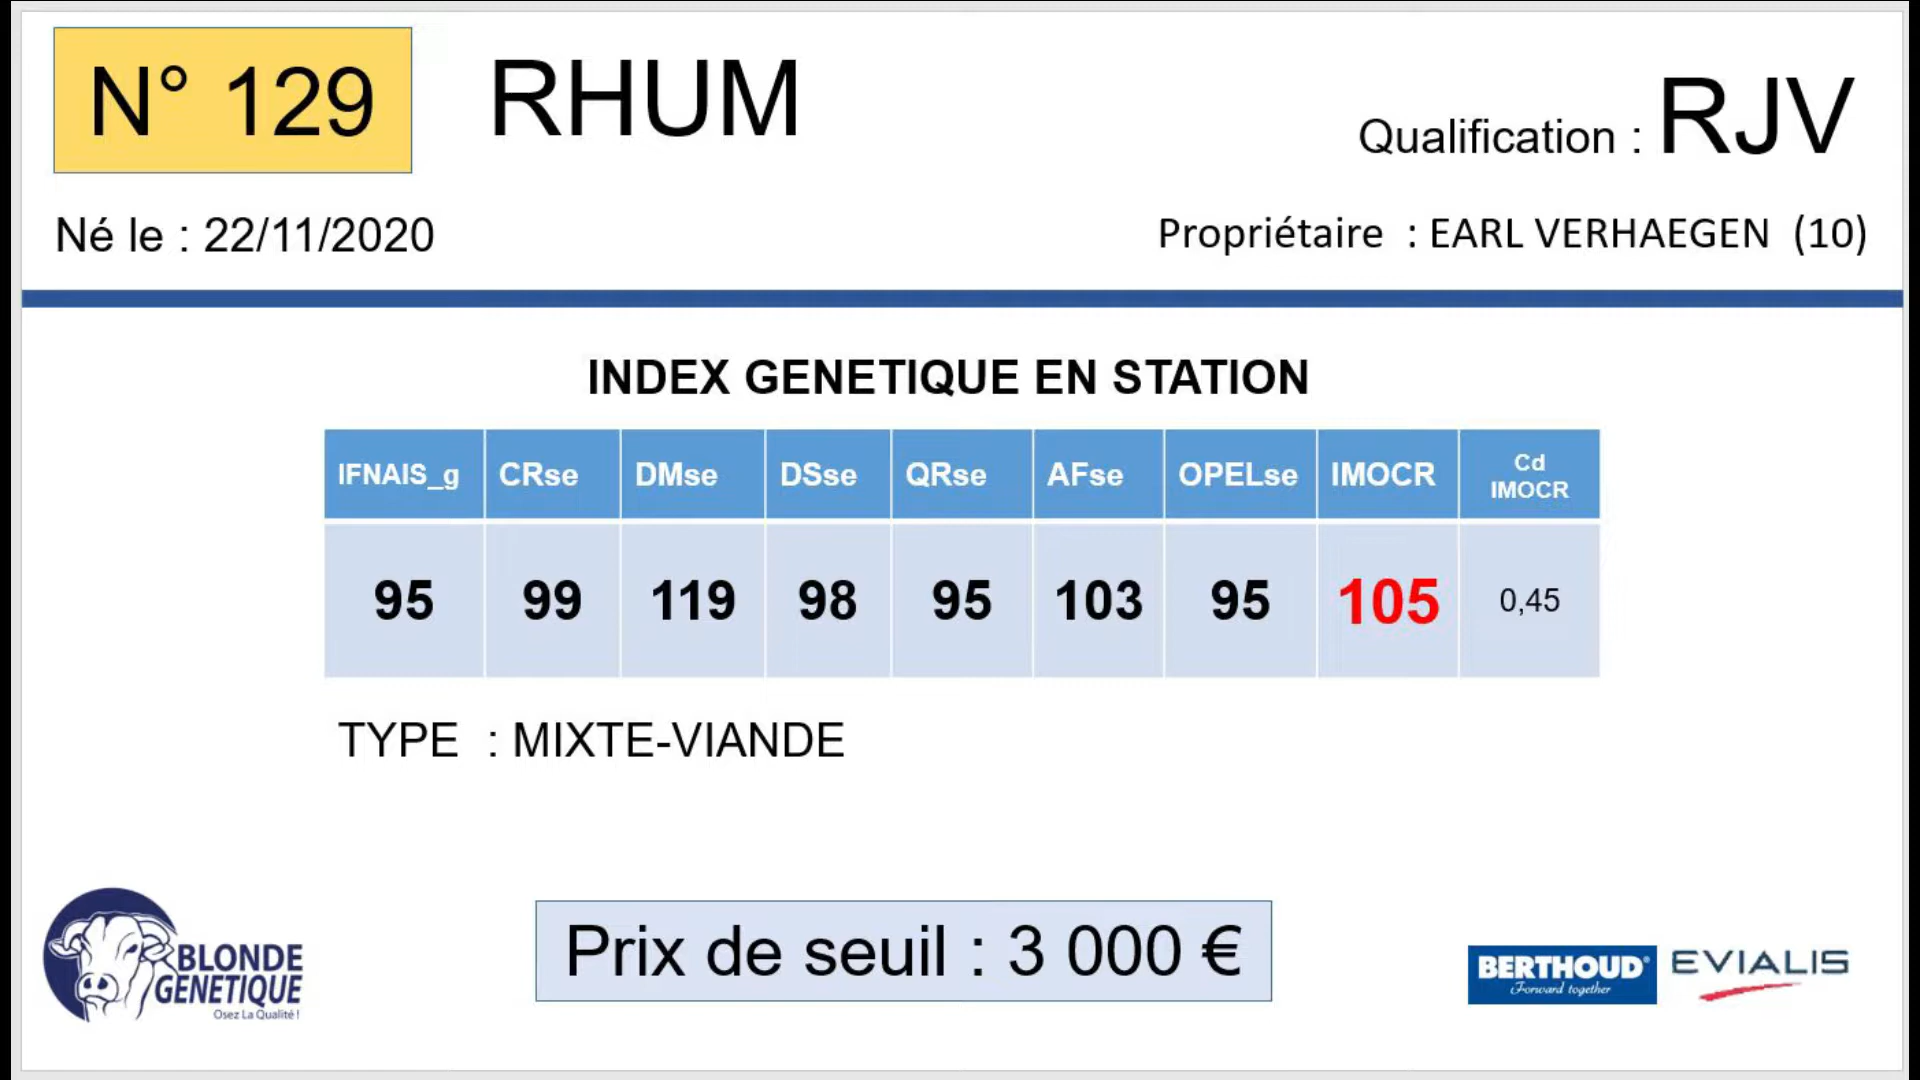 N° 129
RHUM
Qualification : RJV
Né le : 22/11/2020
Propriétaire : EARL VERHAEGEN (10)
INDEX GENETIQUE EN STATION
IFNAIS_g CRse DMse DSse QRse AFse OPELse IMOCR Cd IMOCR
95 99 119 98 95 103 95 105 0,45
TYPE : MIXTE-VIANDE
Prix de seuil : 3 000 €
BLONDE
GENETIQUE
Osez La Qualité !
BERTHOUD®
Forward together
EVIALIS